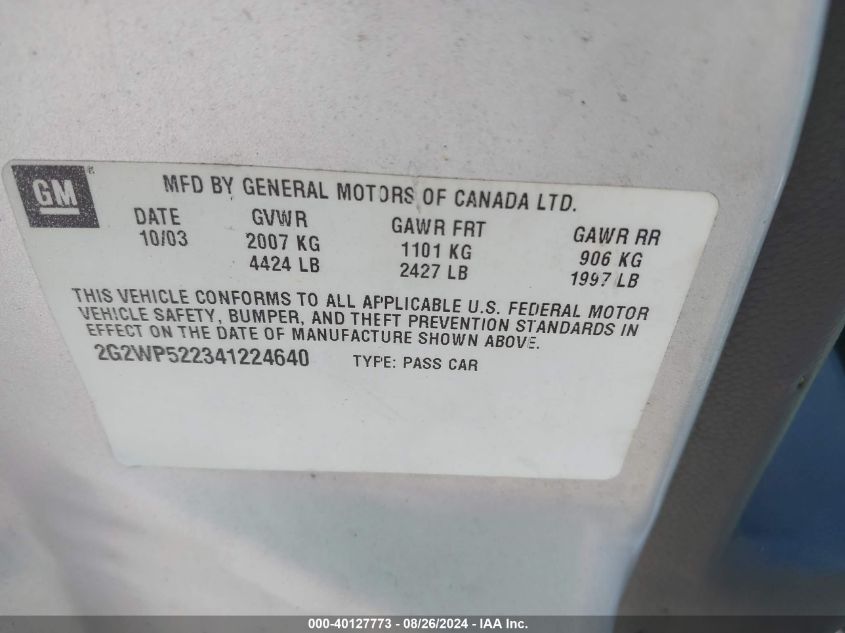 GM ®
MFD BY GENERAL MOTORS OF CANADA LTD.
DATE GVWR GAWR FRT GAWR RR
10/03 2007 KG 1101 KG 906 KG
4424 LB 2427 LB 1997 LB
THIS VEHICLE CONFORMS TO ALL APPLICABLE U.S. FEDERAL MOTOR
VEHICLE SAFETY, BUMPER, AND THEFT PREVENTION STANDARDS IN
EFFECT ON THE DATE OF MANUFACTURE SHOWN ABOVE.
2G2WP522341224640 TYPE: PASS CAR
000-40127773 - 08/26/2024 - IAA Inc.